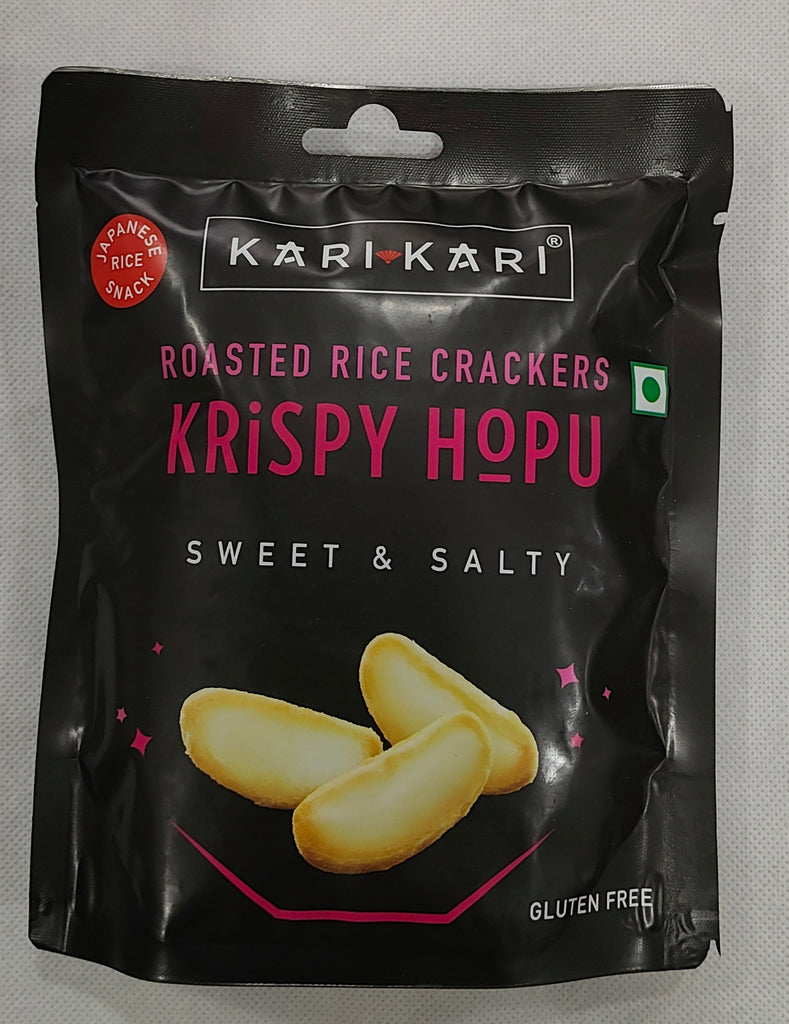 JAPANESE
RICE
SNACK
KARI KARI®
ROASTED RICE CRACKERS
KRiSPY HOPU
SWEET & SALTY
GLUTEN FREE